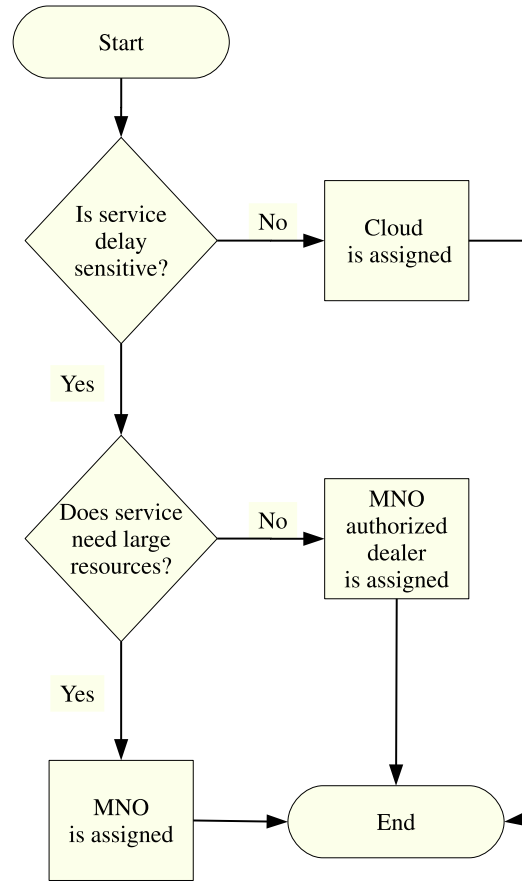 Start
Is service
delay
sensitive?
No
Cloud
is assigned
Yes
Does service
need large
resources?
No
MNO
authorized
dealer
is assigned
Yes
MNO
is assigned
End